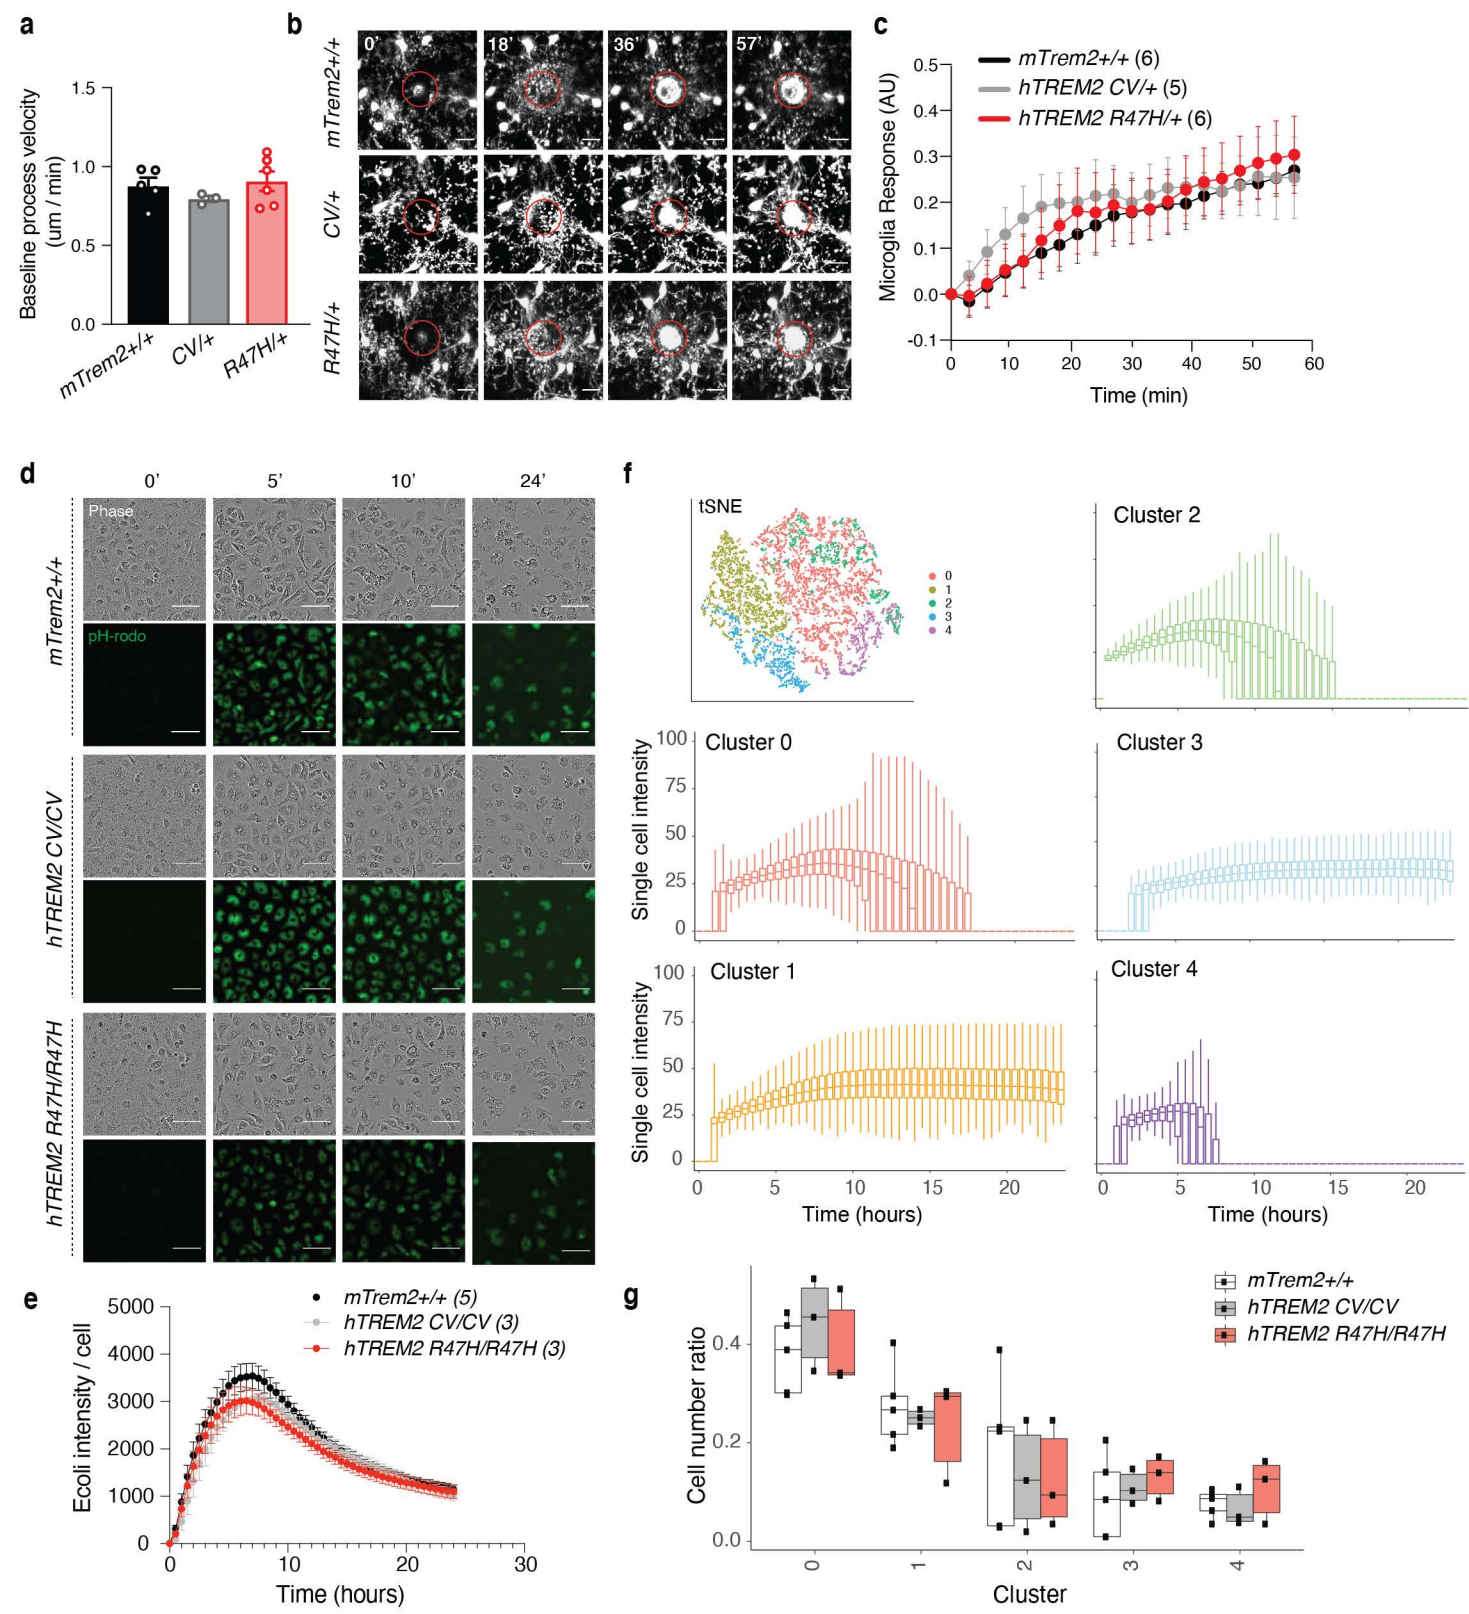 a
Baseline process velocity
(um / min)
1.5
1.0
0.5
0.0
mTrem2+/+
CV/+
R47H/+
b
0’
18’
36’
57’
mTrem2+/+
CV/+
R47H/+
c
Microglia Response (AU)
mTrem2+/+ (6)
hTREM2 CV/+ (5)
hTREM2 R47H/+ (6)
0.5
0.4
0.3
0.2
0.1
0.0
-0.1
0 10 20 30 40 50 60
Time (min)
d
0’ 5’ 10’ 24’
mTrem2+/+
Phase
pH-rodo
hTREM2 CV/CV
hTREM2 R47H/R47H
e
Ecoli intensity / cell
mTrem2+/+ (5)
hTREM2 CV/CV (3)
hTREM2 R47H/R47H (3)
5000
4000
3000
2000
1000
0
0 10 20 30
Time (hours)
f
tSNE
0
1
2
3
4
Cluster 2
Cluster 0
Single cell intensity
100
75
50
25
0
Cluster 3
Cluster 1
Single cell intensity
100
75
50
25
0
0 5 10 15 20
Time (hours)
Cluster 4
0 5 10 15 20
Time (hours)
g
mTrem2+/+
hTREM2 CV/CV
hTREM2 R47H/R47H
Cell number ratio
0.4
0.2
0.0
0 1 2 3 4
Cluster